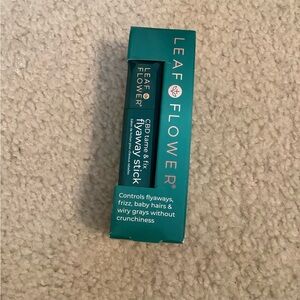 LEAF FLOWER®
LEAF
FLOWER®
CBD tame & fix
flyaway stick
Controls flyaways,
frizz, baby hairs &
wiry grays without
crunchiness